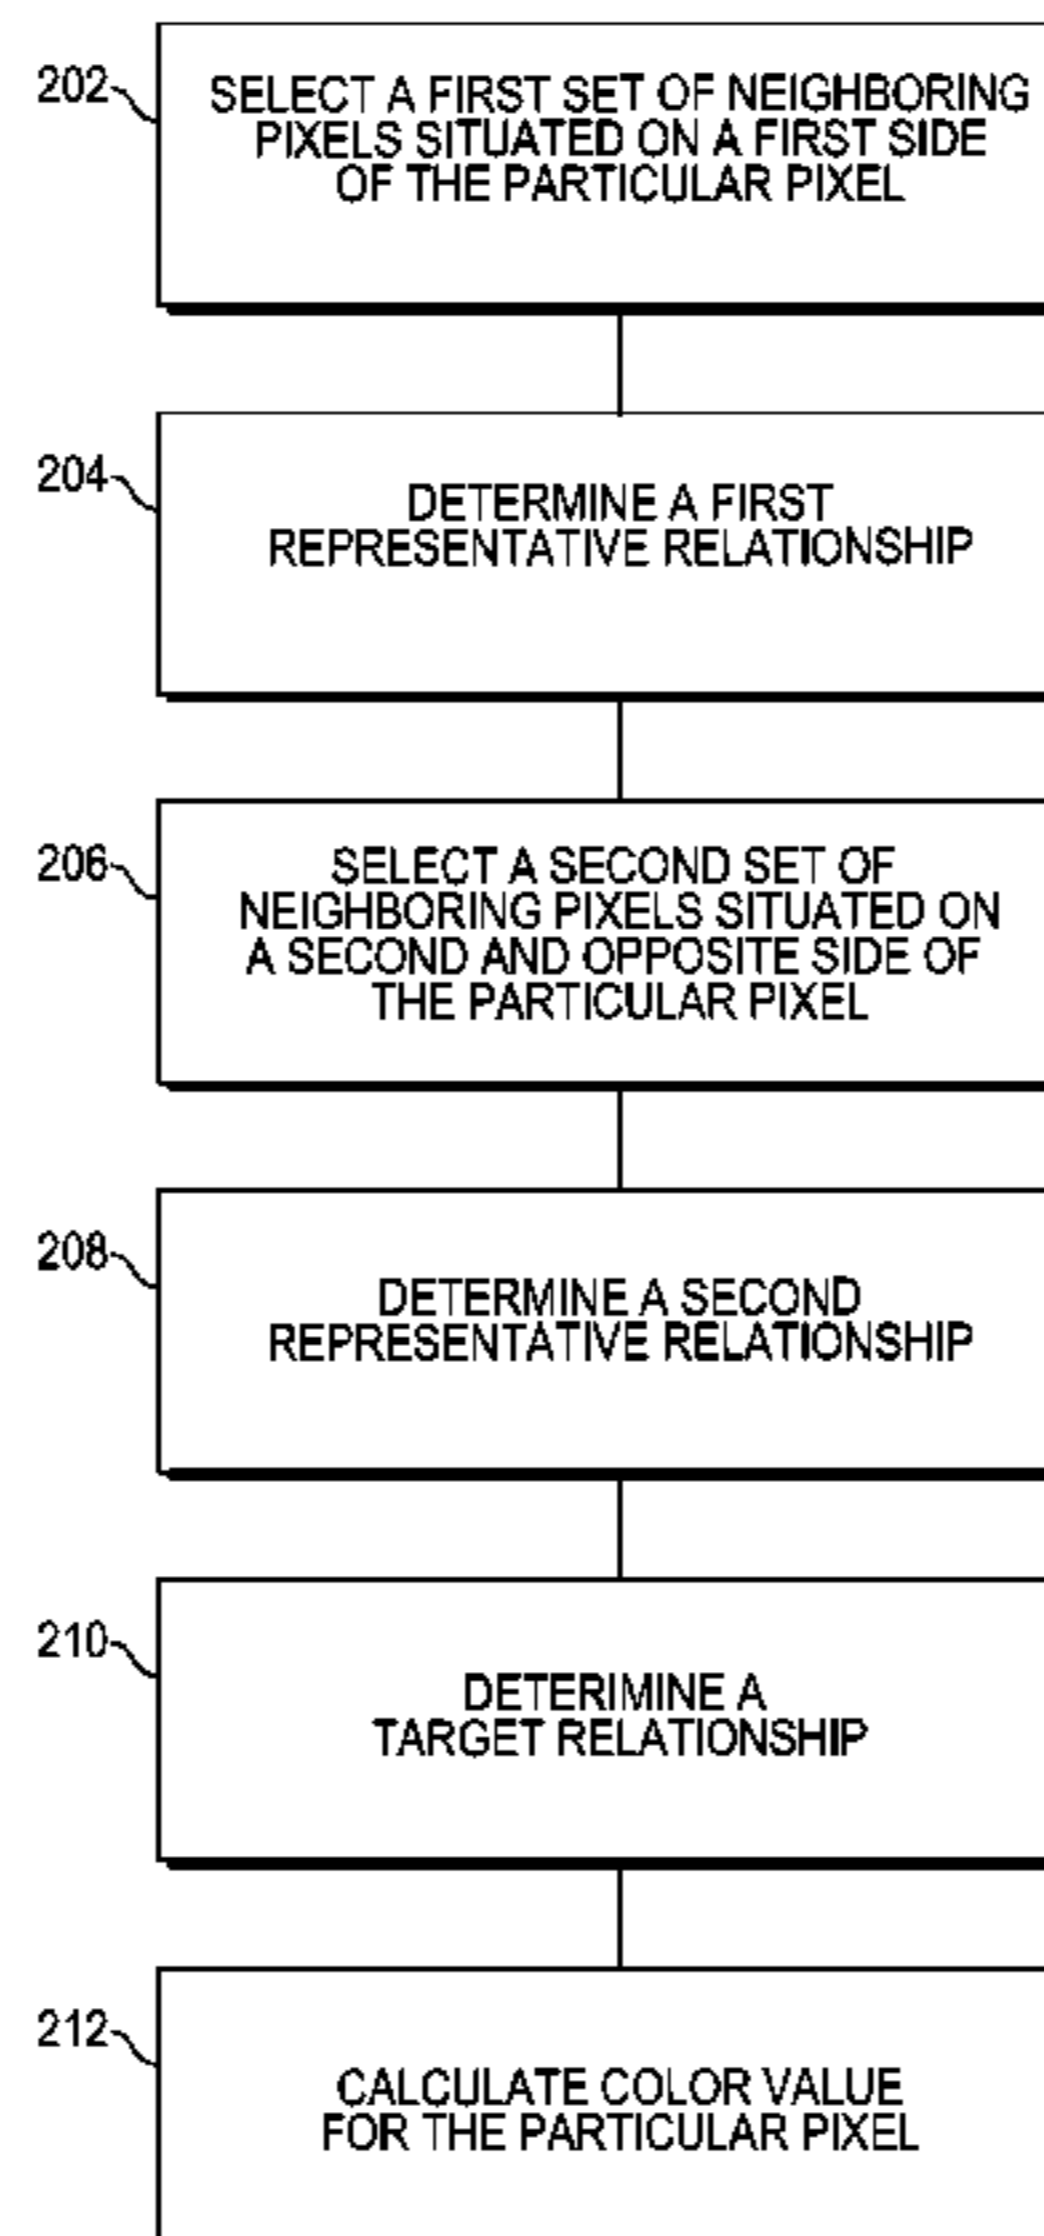 202
SELECT A FIRST SET OF NEIGHBORING
PIXELS SITUATED ON A FIRST SIDE
OF THE PARTICULAR PIXEL
204
DETERMINE A FIRST
REPRESENTATIVE RELATIONSHIP
206
SELECT A SECOND SET OF
NEIGHBORING PIXELS SITUATED ON
A SECOND AND OPPOSITE SIDE OF
THE PARTICULAR PIXEL
208
DETERMINE A SECOND
REPRESENTATIVE RELATIONSHIP
210
DETERIMINE A
TARGET RELATIONSHIP
212
CALCULATE COLOR VALUE
FOR THE PARTICULAR PIXEL